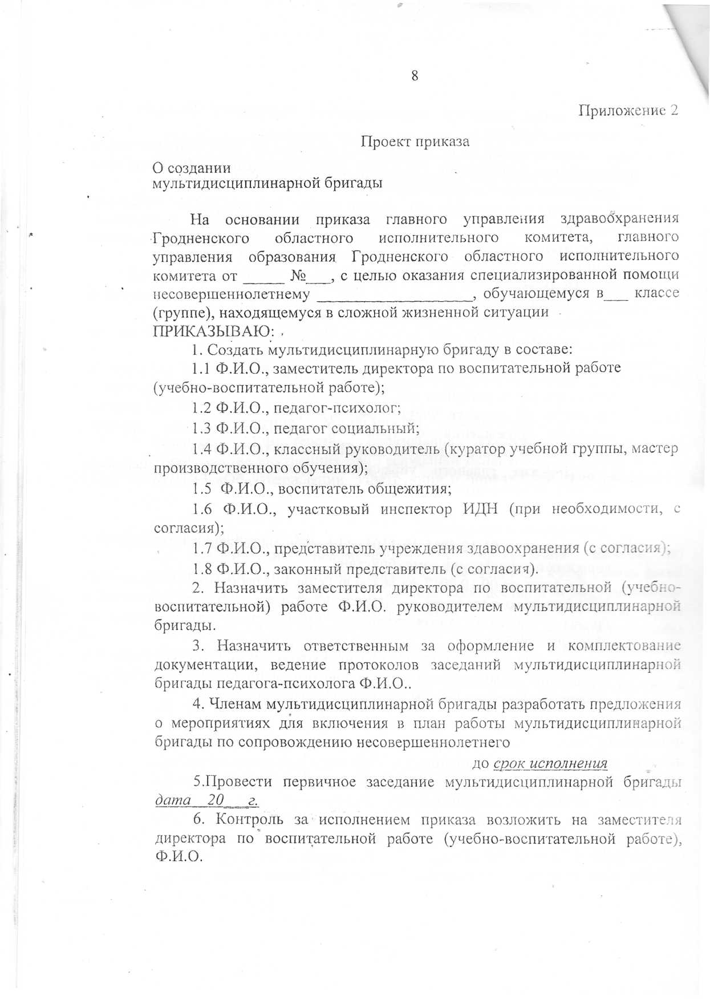 8
Приложение 2
Проект приказа
О создании
мультидисциплинарной бригады
На основании приказа главного управления здравоохранения
Гродненского областного исполнительного комитета, главного
управления образования Гродненского областного исполнительного
комитета от _____ №___, с целью оказания специализированной помощи
несовершеннолетнему ___________________, обучающемуся в___ классе
(группе), находящемуся в сложной жизненной ситуации
ПРИКАЗЫВАЮ:
1. Создать мультидисциплинарную бригаду в составе:
1.1 Ф.И.О., заместитель директора по воспитательной работе
(учебно-воспитательной работе);
1.2 Ф.И.О., педагог-психолог;
1.3 Ф.И.О., педагог социальный;
1.4 Ф.И.О., классный руководитель (куратор учебной группы, мастер
производственного обучения);
1.5 Ф.И.О., воспитатель общежития;
1.6 Ф.И.О., участковый инспектор ИДН (при необходимости, с
согласия);
1.7 Ф.И.О., представитель учреждения здавоохранения (с согласия);
1.8 Ф.И.О., законный представитель (с согласия).
2. Назначить заместителя директора по воспитательной (учебно-
воспитательной) работе Ф.И.О. руководителем мультидисциплинарной
бригады.
3. Назначить ответственным за оформление и комплектование
документации, ведение протоколов заседаний мультидисциплинарной
бригады педагога-психолога Ф.И.О..
4. Членам мультидисциплинарной бригады разработать предложения
о мероприятиях для включения в план работы мультидисциплинарной
бригады по сопровождению несовершеннолетнего
до срок исполнения
5.Провести первичное заседание мультидисциплинарной бригады
дата__20___г.
6. Контроль за исполнением приказа возложить на заместителя
директора по воспитательной работе (учебно-воспитательной работе),
Ф.И.О.